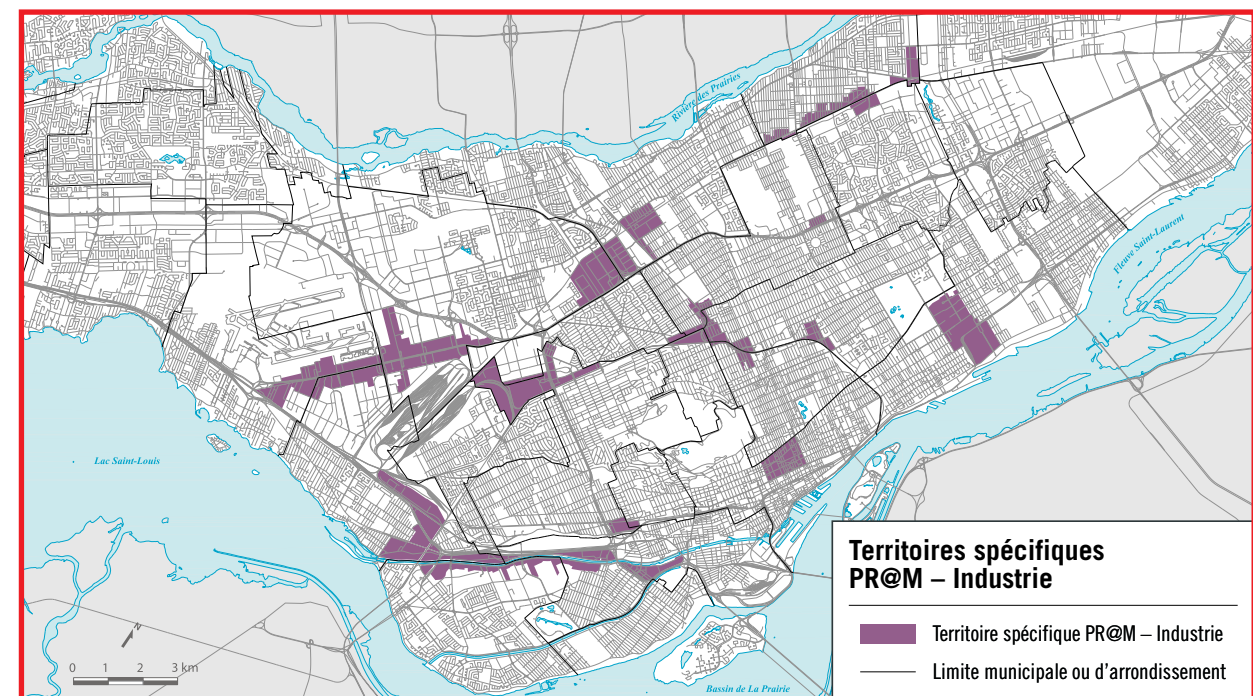 Rivière des Prairies
Fleuve Saint-Laurent
Lac Saint-Louis
N
0 1 2 3 km
Bassin de La Prairie
Territoires spécifiques
PR@M – Industrie
Territoire spécifique PR@M – Industrie
Limite municipale ou d'arrondissement